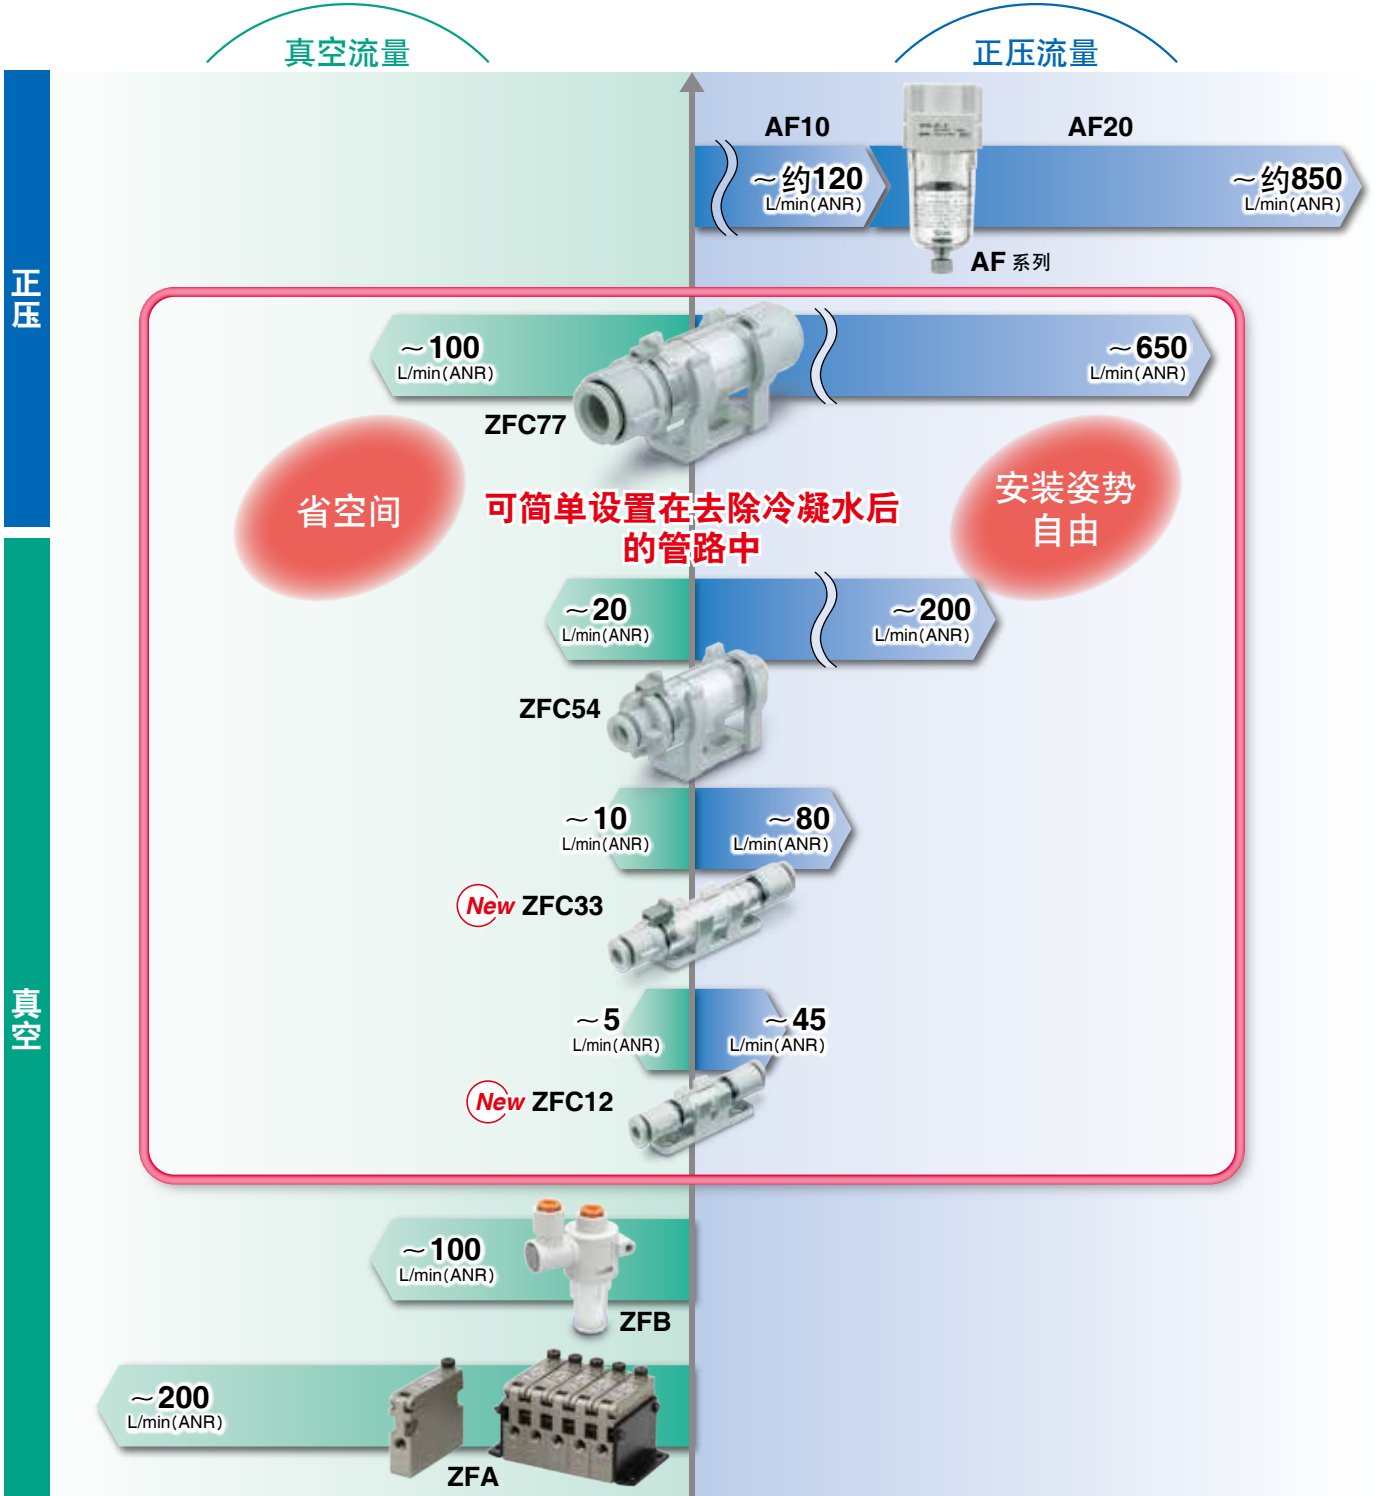 真空流量
正压流量
正压
真空
AF10
AF20
~约120
L/min(ANR)
~约850
L/min(ANR)
AF 系列
~100
L/min(ANR)
~650
L/min(ANR)
ZFC77
省空间
可简单设置在去除冷凝水后
的管路中
安装姿势
自由
~20
L/min(ANR)
~200
L/min(ANR)
ZFC54
~10
L/min(ANR)
~80
L/min(ANR)
New ZFC33
~5
L/min(ANR)
~45
L/min(ANR)
New ZFC12
~100
L/min(ANR)
ZFB
~200
L/min(ANR)
ZFA